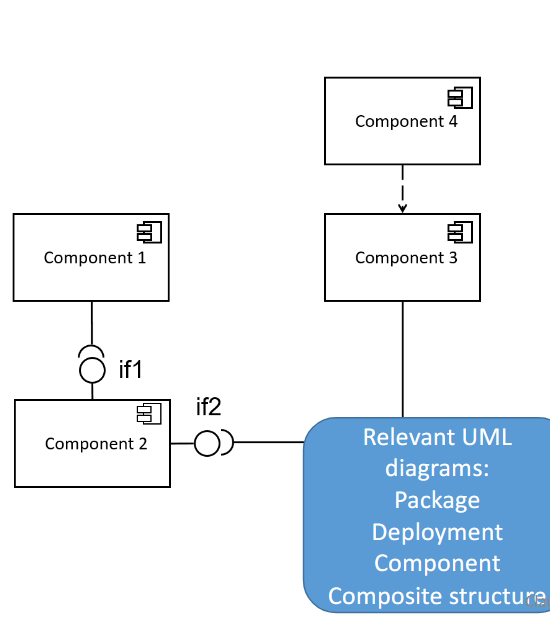 Component 4
Component 1
Component 3
if1
if2
Component 2
Relevant UML
diagrams:
Package
Deployment
Component
Composite structure